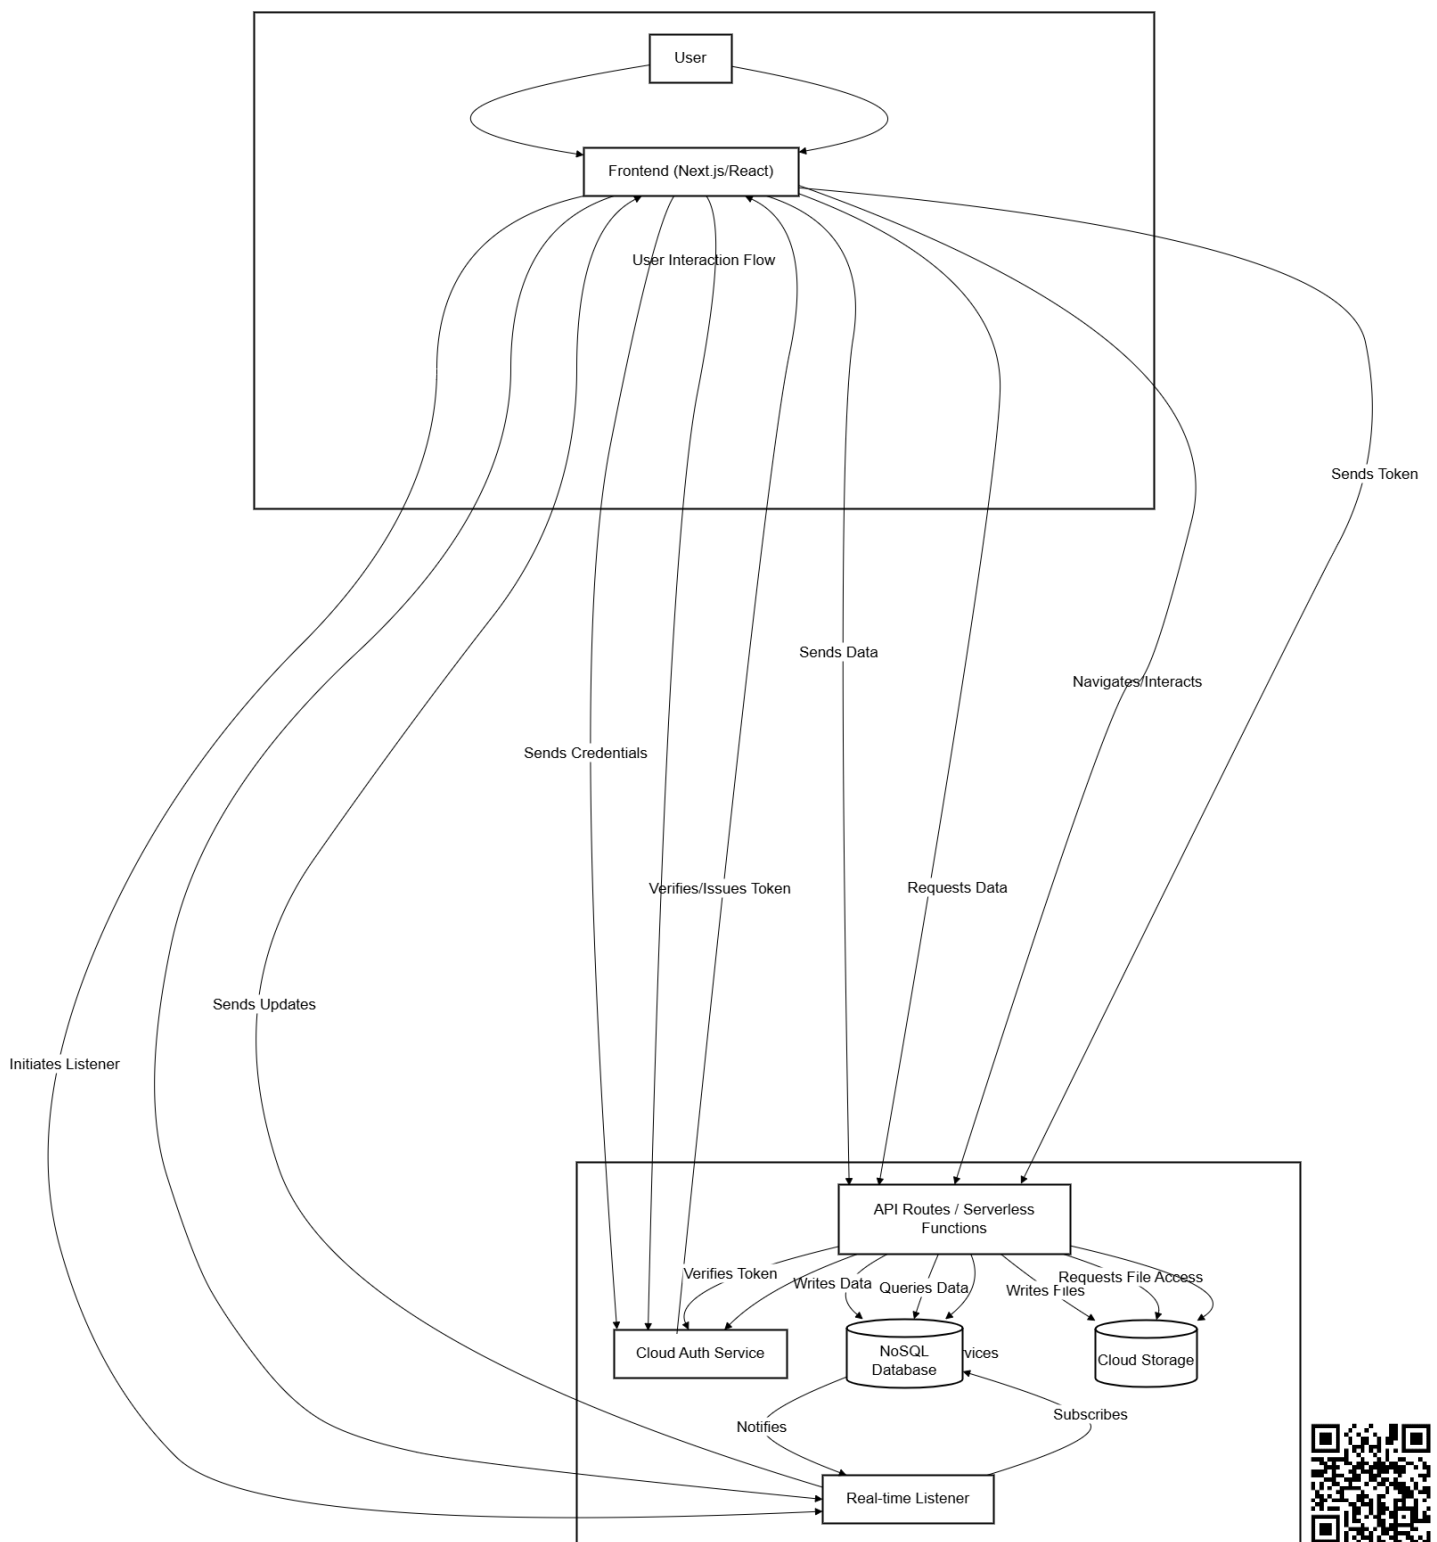 User
Frontend (Next.js/React)
User Interaction Flow
Sends Token
Sends Data
Navigates/Interacts
Sends Credentials
Requests Data
Verifies/Issues Token
Sends Updates
Initiates Listener
API Routes / Serverless
Functions
Verifies Token
Writes Data
Queries Data
Writes Files
Requests File Access
Cloud Auth Service
NoSQL
Database
vices
Cloud Storage
Subscribes
Notifies
Real-time Listener